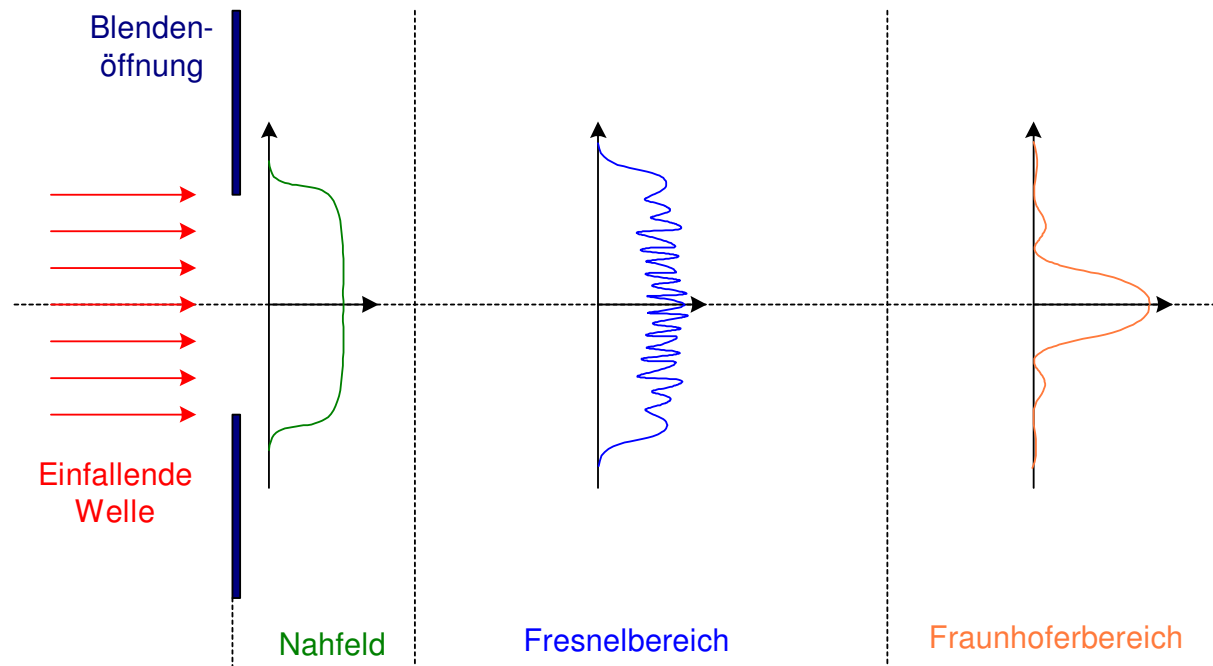 Blenden-
öffnung
Einfallende
Welle
Nahfeld
Fresnelbereich
Fraunhoferbereich